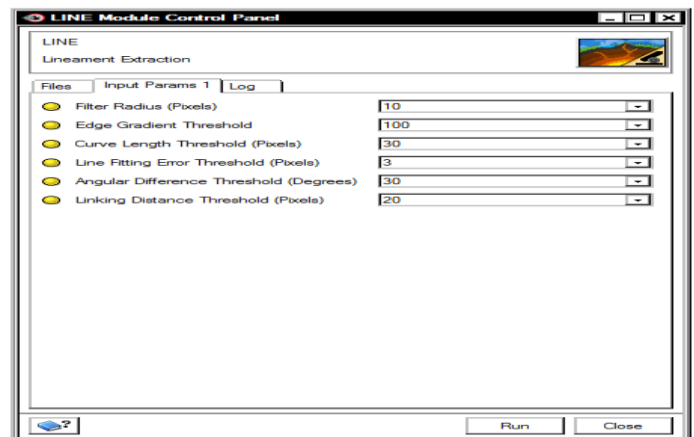 LINE Module Control Panel
LINE
Lineament Extraction
Files Input Params 1 Log
Filter Radius (Pixels) 10
Edge Gradient Threshold 100
Curve Length Threshold (Pixels) 30
Line Fitting Error Threshold (Pixels) 3
Angular Difference Threshold (Degrees) 30
Linking Distance Threshold (Pixels) 20
? Run Close